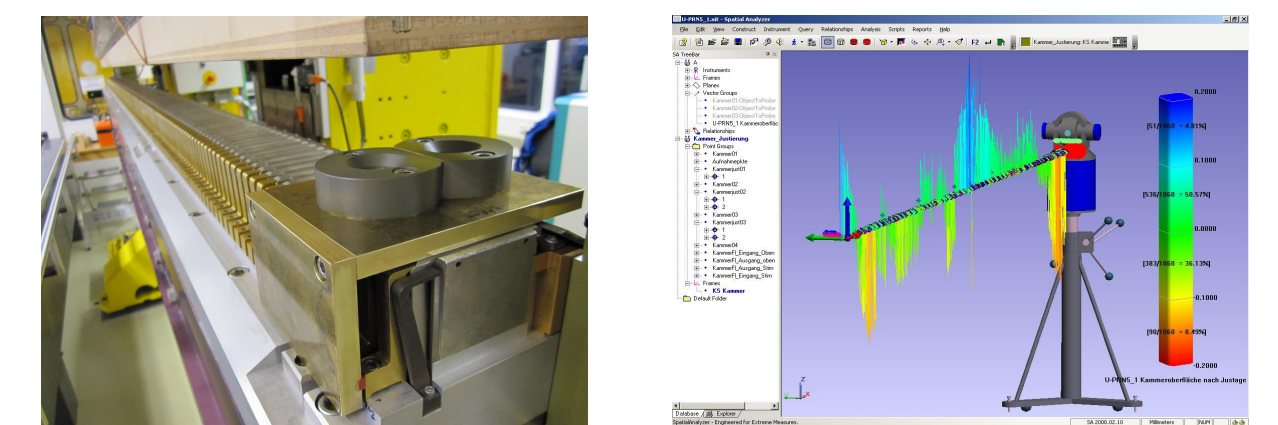 U-PRN5_1.xit - Spatial Analyzer
File Edit View Construct Instrument Query Relationships Analysis Scripts Reports Help
Kammer_Justierung: KS Kamme
SA TreeBar
A
Instruments
Frames
Planes
Vector Groups
Kammer01-ObjectToProbe
Kammer02-ObjectToProbe
Kammer03-ObjectToProbe
U-PRN5_1 Kammeroberfläc
Relationships
Kammer_Justierung
Point Groups
Kammer01
Aufnahmepkte
Kammerjust01
1
Kammer02
Kammerjust02
1
2
Kammer03
Kammerjust03
1
2
Kammer04
KammerFl_Eingang_Oben
KammerFl_Ausgang_oben
KammerFl_Ausgang_Stirn
KammerFl_Eingang_Stirn
Frames
KS Kammer
Default Folder
Database Explorer
0.2000
[51/1060 = 4.81%]
0.1000
[536/1060 = 50.57%]
0.0000
[383/1060 = 36.13%]
-0.1000
[90/1060 = 8.49%]
-0.2000
U-PRN5_1 Kammeroberfläche nach Justage
Z
X
SpatialAnalyzer - Engineered for Extreme Measures.
SA 2008.02.10 Millimeters NUM